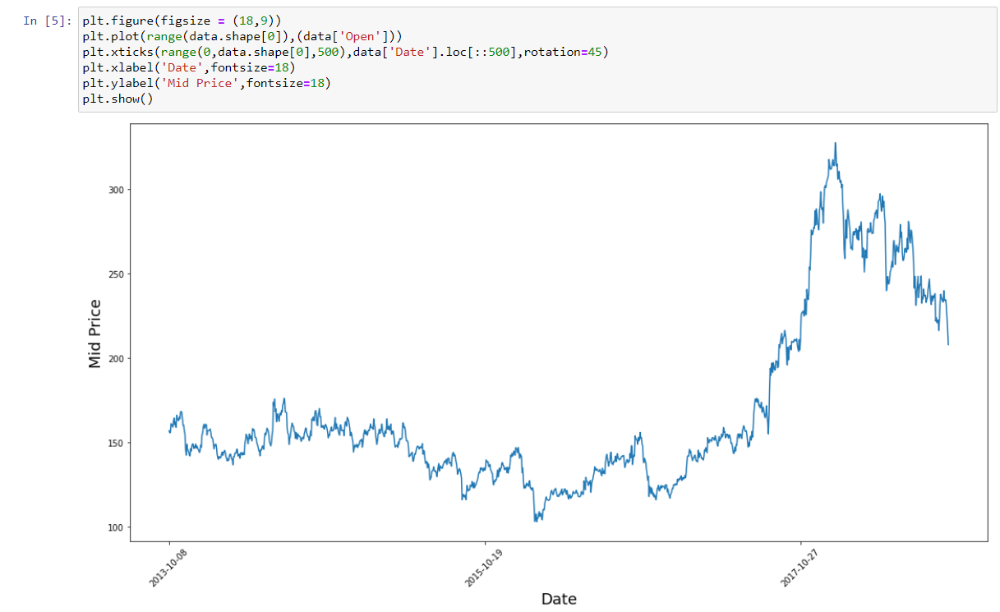 In [5]: plt.figure(figsize = (18,9))
plt.plot(range(data.shape[0]),(data['Open']))
plt.xticks(range(0,data.shape[0],500),data['Date'].loc[::500],rotation=45)
plt.xlabel('Date',fontsize=18)
plt.ylabel('Mid Price',fontsize=18)
plt.show()
300
250
200
150
100
Mid Price
2013-10-08
2015-10-19
2017-10-27
Date